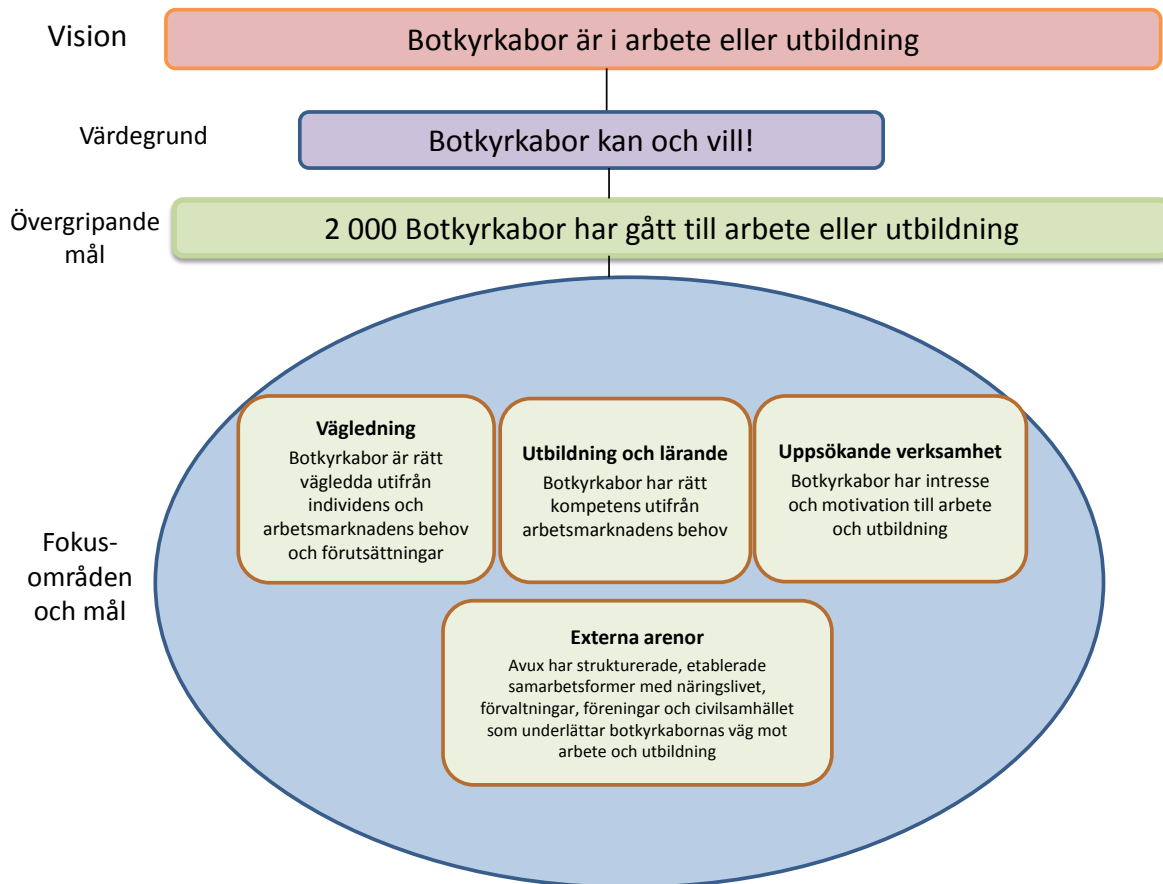 Vision
Botkyrkabor är i arbete eller utbildning
Värdegrund
Botkyrkabor kan och vill!
Övergripande
mål
2 000 Botkyrkabor har gått till arbete eller utbildning
Fokus-
områden
och mål
Vägledning
Botkyrkabor är rätt
vägledda utifrån
individens och
arbetsmarknadens behov
och förutsättningar
Utbildning och lärande
Botkyrkabor har rätt
kompetens utifrån
arbetsmarknadens behov
Uppsökande verksamhet
Botkyrkabor har intresse
och motivation till arbete
och utbildning
Externa arenor
Avux har strukturerade, etablerade
samarbetsformer med näringslivet,
förvaltningar, föreningar och civilsamhället
som underlättar botkyrkabornas väg mot
arbete och utbildning